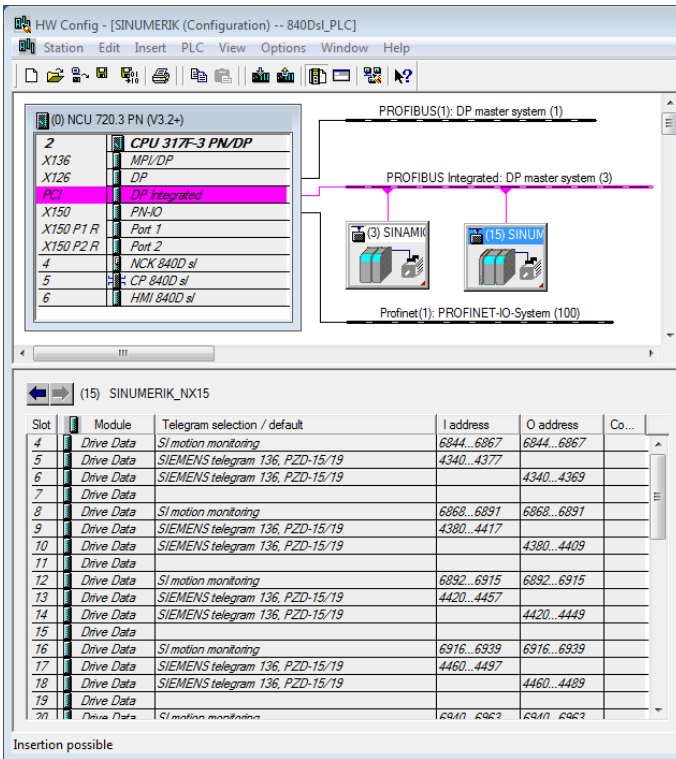 HW Config - [SINUMERIK (Configuration) -- 840Dsl_PLC]
Station Edit Insert PLC View Options Window Help
(0) NCU 720.3 PN (V3.2+)
2 CPU 317F-3 PN/DP
X136 MPI/DP
X126 DP
PCI DP Integrated
X150 PN-IO
X150 P1 R Port 1
X150 P2 R Port 2
4 NCK 840D sl
5 CP 840D sl
6 HMI 840D sl
PROFIBUS(1): DP master system (1)
PROFIBUS Integrated: DP master system (3)
(3) SINAMIC
(15) SINUM
Profinet(1): PROFINET-IO-System (100)
(15) SINUMERIK_NX15
Slot Module Telegram selection / default I address O address Co...
4 Drive Data SI motion monitoring 6844...6867 6844...6867
5 Drive Data SIEMENS telegram 136, PZD-15/19 4340...4377
6 Drive Data SIEMENS telegram 136, PZD-15/19 4340...4369
7 Drive Data
8 Drive Data SI motion monitoring 6868...6891 6868...6891
9 Drive Data SIEMENS telegram 136, PZD-15/19 4380...4417
10 Drive Data SIEMENS telegram 136, PZD-15/19 4380...4409
11 Drive Data
12 Drive Data SI motion monitoring 6892...6915 6892...6915
13 Drive Data SIEMENS telegram 136, PZD-15/19 4420...4457
14 Drive Data SIEMENS telegram 136, PZD-15/19 4420...4449
15 Drive Data
16 Drive Data SI motion monitoring 6916...6939 6916...6939
17 Drive Data SIEMENS telegram 136, PZD-15/19 4460...4497
18 Drive Data SIEMENS telegram 136, PZD-15/19 4460...4489
19 Drive Data
20 Drive Data SI motion monitoring 6940...6963 6940...6963
Insertion possible